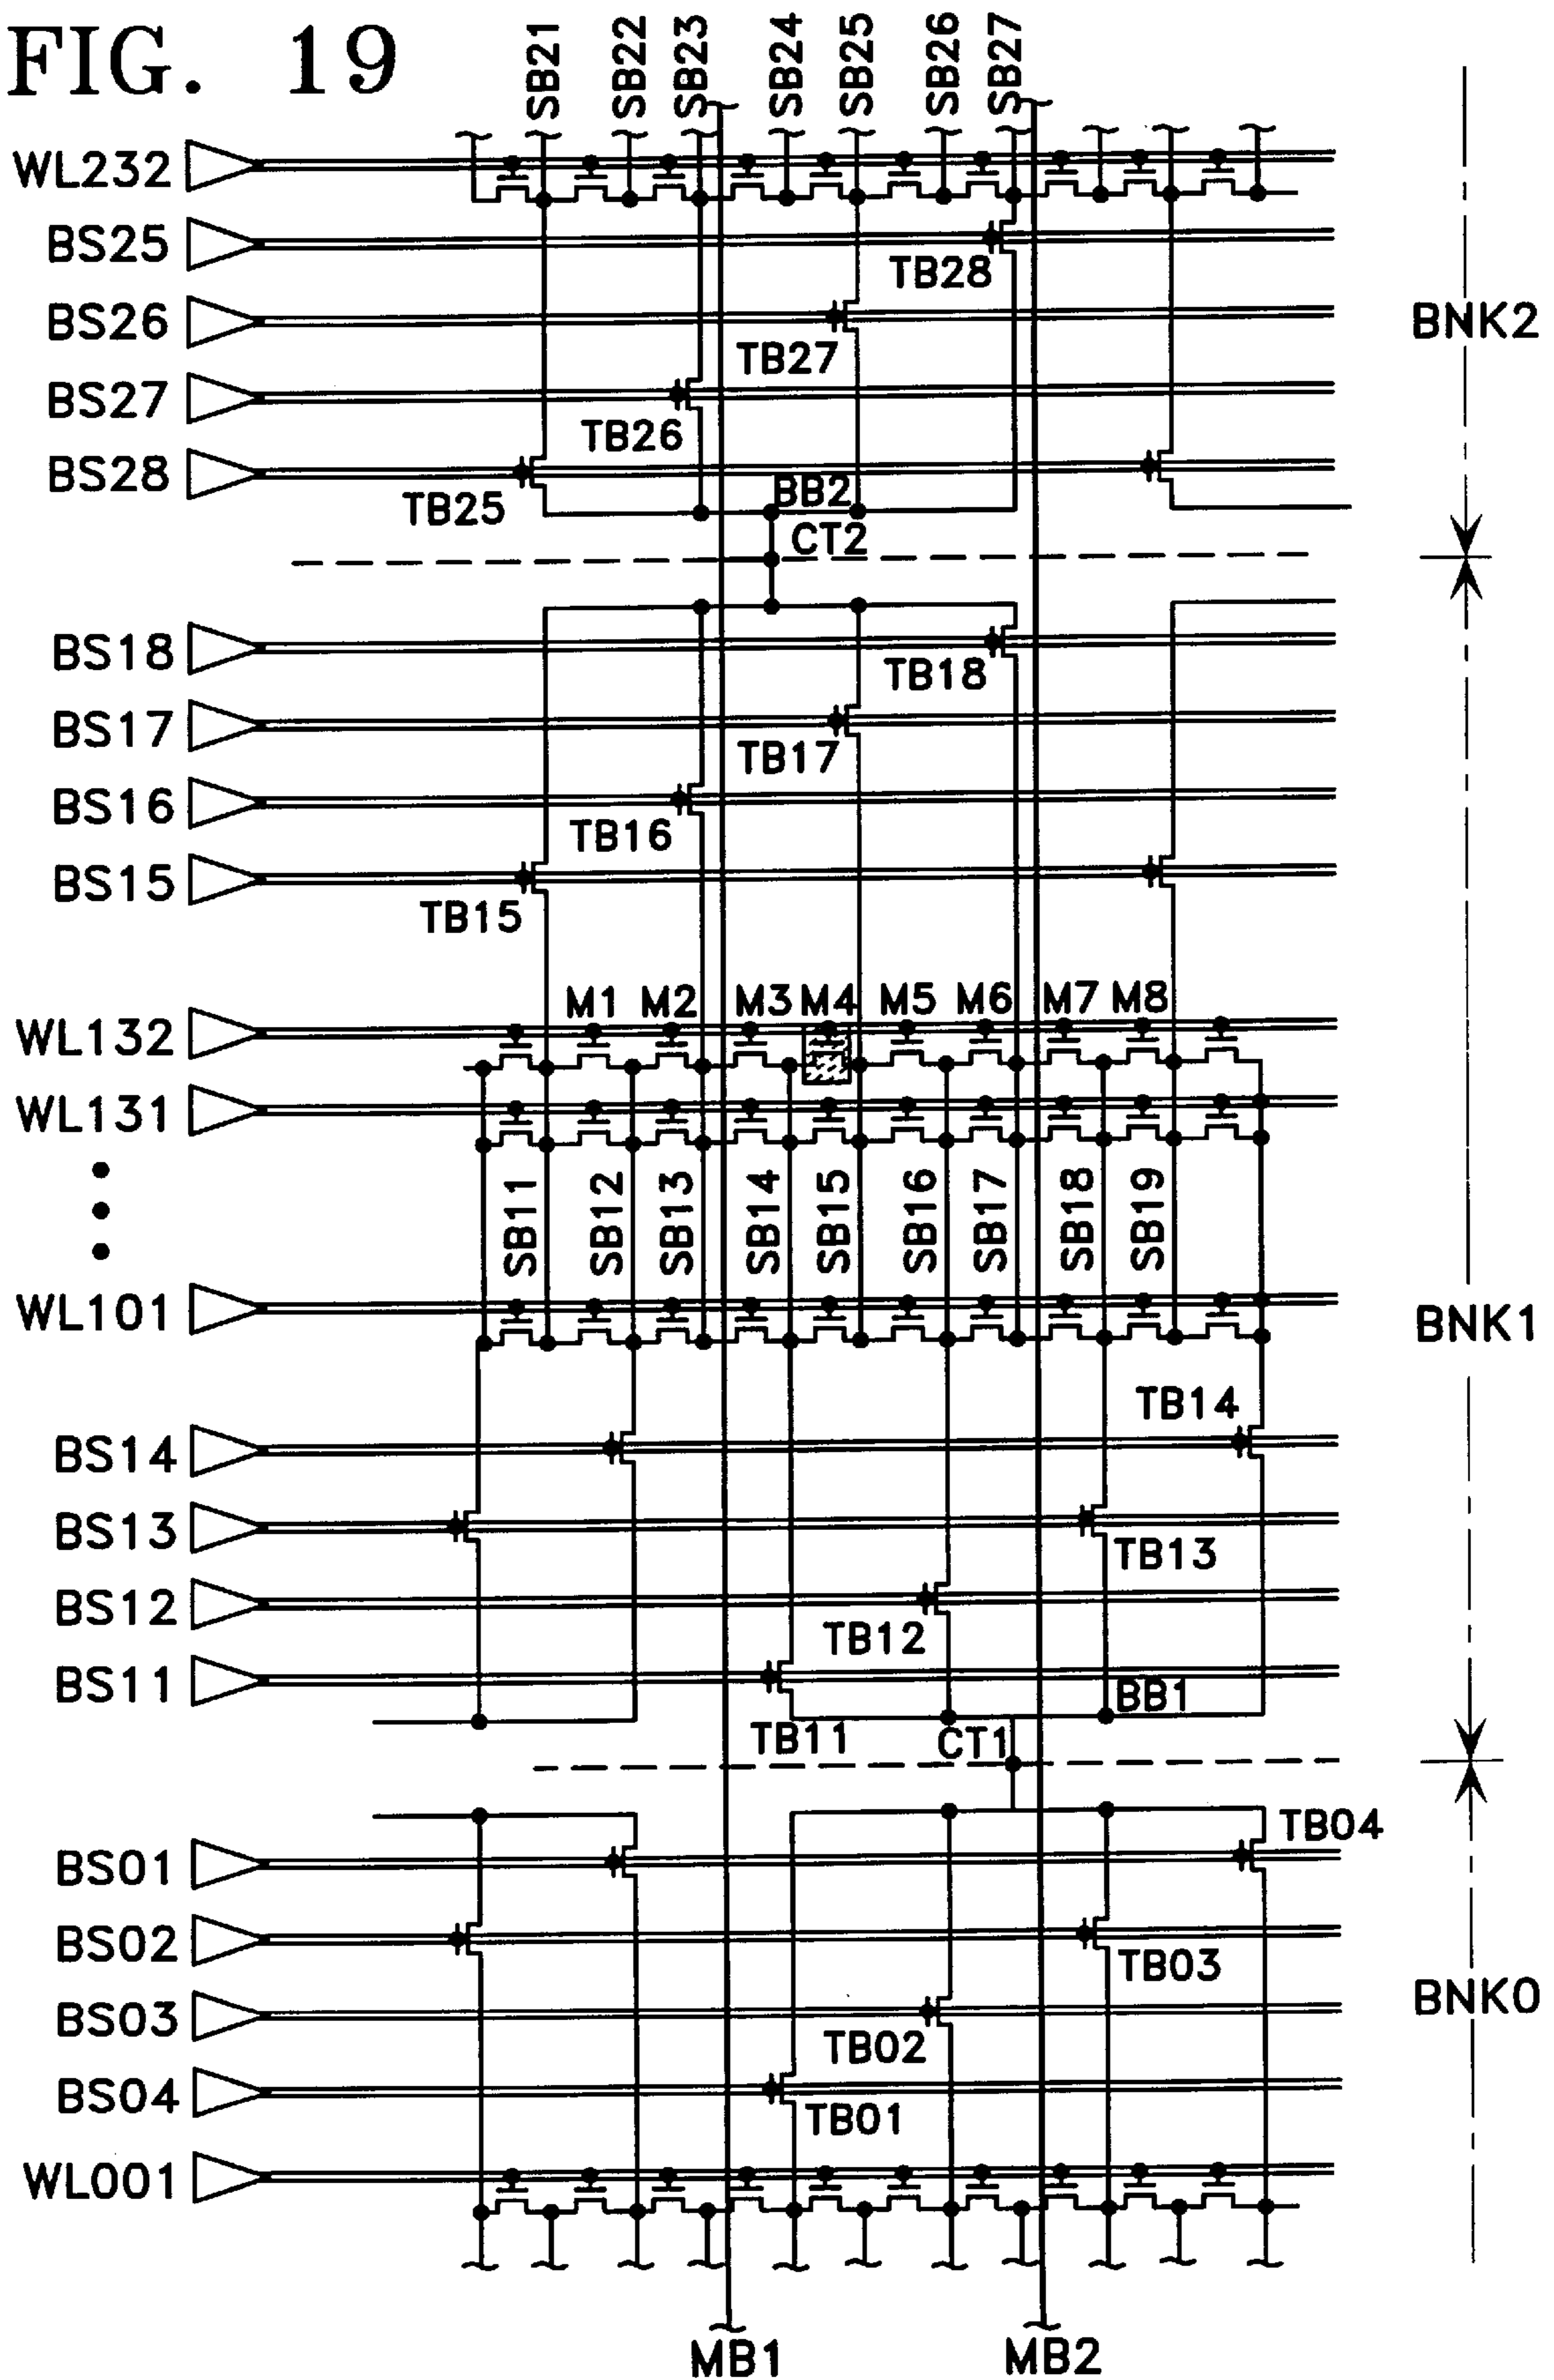 FIG. 19
SB21
SB22
SB23
SB24
SB25
SB26
SB27
WL232
BS25
TB28
BS26
BNK2
TB27
BS27
TB26
BS28
TB25
BB2
CT2
BS18
TB18
BS17
TB17
BS16
TB16
BS15
TB15
M1 M2 M3 M4 M5 M6 M7 M8
WL132
WL131
SB11
SB12
SB13
SB14
SB15
SB16
SB17
SB18
SB19
WL101
BNK1
TB14
BS14
BS13
TB13
BS12
TB12
BS11
BB1
TB11
CT1
TB04
BS01
BS02
TB03
BNK0
BS03
TB02
BS04
TB01
WL001
MB1
MB2